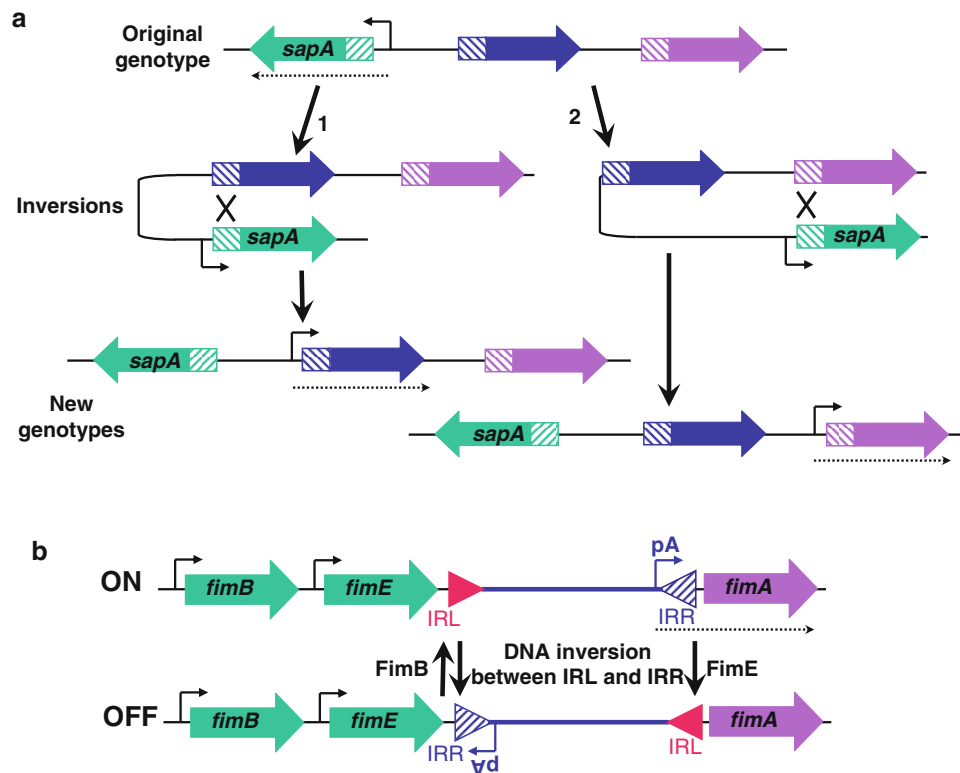 a
Original
genotype
sapA
1
2
Inversions
sapA
sapA
New
genotypes
sapA
sapA
b
ON
fimB
fimE
IRL
pA
IRR
fimA
FimB
DNA inversion
between IRL and IRR
FimE
OFF
fimB
fimE
IRR
pA
IRL
fimA